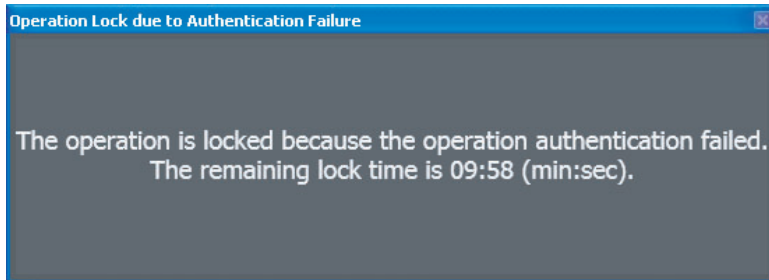 Operation Lock due to Authentication Failure
The operation is locked because the operation authentication failed.
The remaining lock time is 09:58 (min:sec).